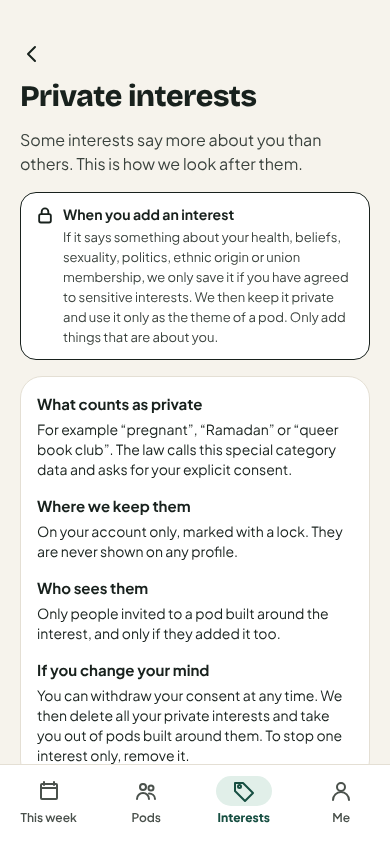 Private interests
Some interests say more about you than
others. This is how we look after them.
When you add an interest
If it says something about your health, beliefs,
sexuality, politics, ethnic origin or union
membership, we only save it if you have agreed
to sensitive interests. We then keep it private
and use it only as the theme of a pod. Only add
things that are about you.
What counts as private
For example “pregnant”, “Ramadan” or “queer
book club”. The law calls this special category
data and asks for your explicit consent.
Where we keep them
On your account only, marked with a lock. They
are never shown on any profile.
Who sees them
Only people invited to a pod built around the
interest, and only if they added it too.
If you change your mind
You can withdraw your consent at any time. We
then delete all your private interests and take
you out of pods built around them. To stop one
interest only, remove it.
This week
Pods
Interests
Me